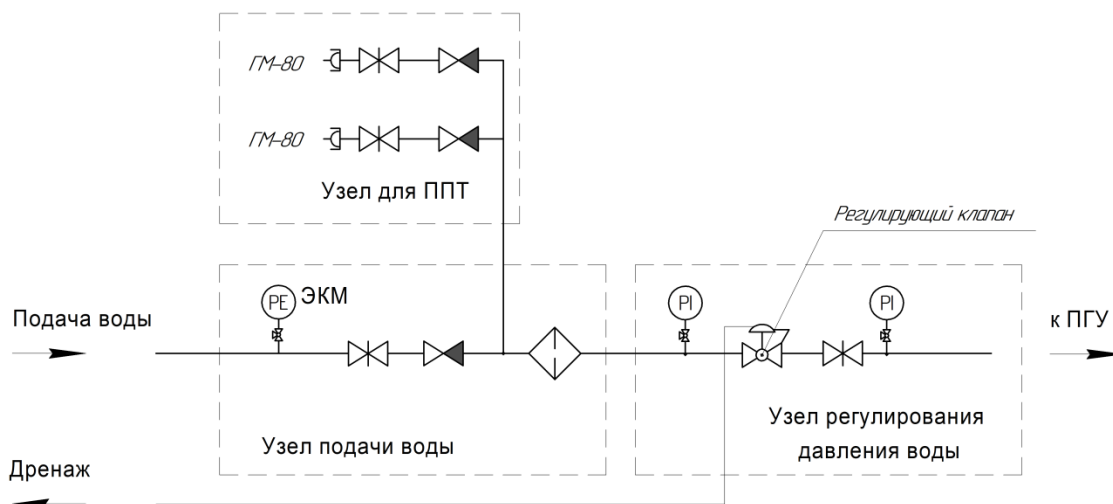 ГМ-80
ГМ-80
Узел для ППТ
Регулирующий клапан
PE ЭКМ
PI
PI
Подача воды
к ПГУ
Узел подачи воды
Узел регулирования
давления воды
Дренаж